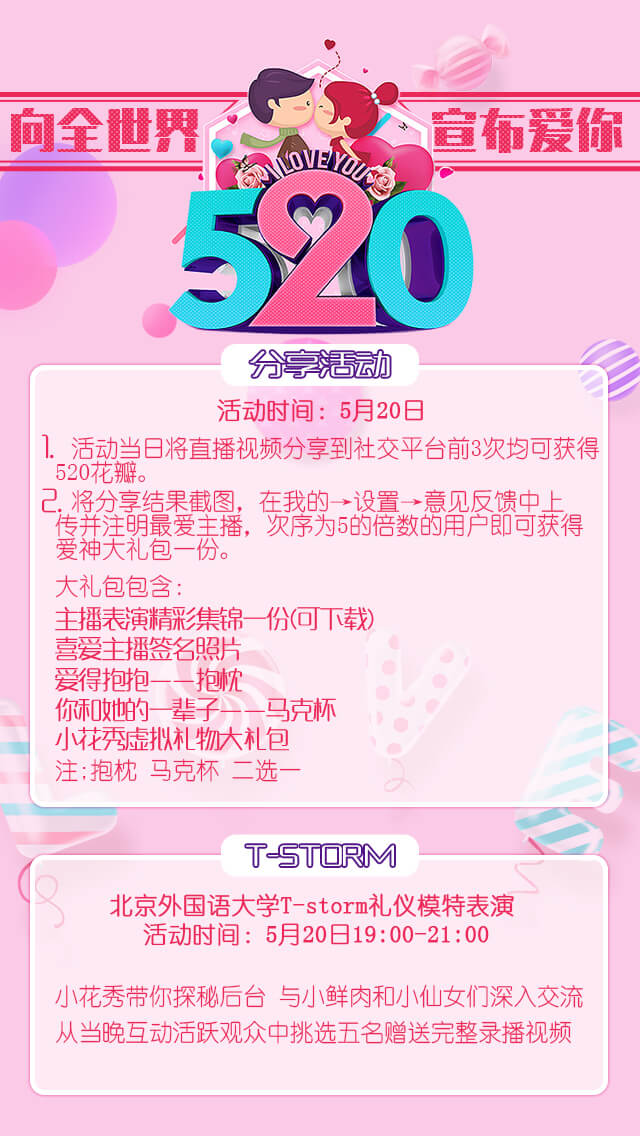 向全世界 宣布爱你
I LOVE YOU
520
分享活动
活动时间：5月20日
1. 活动当日将直播视频分享到社交平台前3次均可获得
520花瓣。
2. 将分享结果截图，在我的→设置→意见反馈中上
传并注明最爱主播，次序为5的倍数的用户即可获得
爱神大礼包一份。
大礼包包含：
主播表演精彩集锦一份(可下载)
喜爱主播签名照片
爱得抱抱——抱枕
你和她的一辈子——马克杯
小花秀虚拟礼物大礼包
注;抱枕 马克杯 二选一
T-STORM
北京外国语大学T-storm礼仪模特表演
活动时间：5月20日19:00-21:00
小花秀带你探秘后台 与小鲜肉和小仙女们深入交流
从当晚互动活跃观众中挑选五名赠送完整录播视频